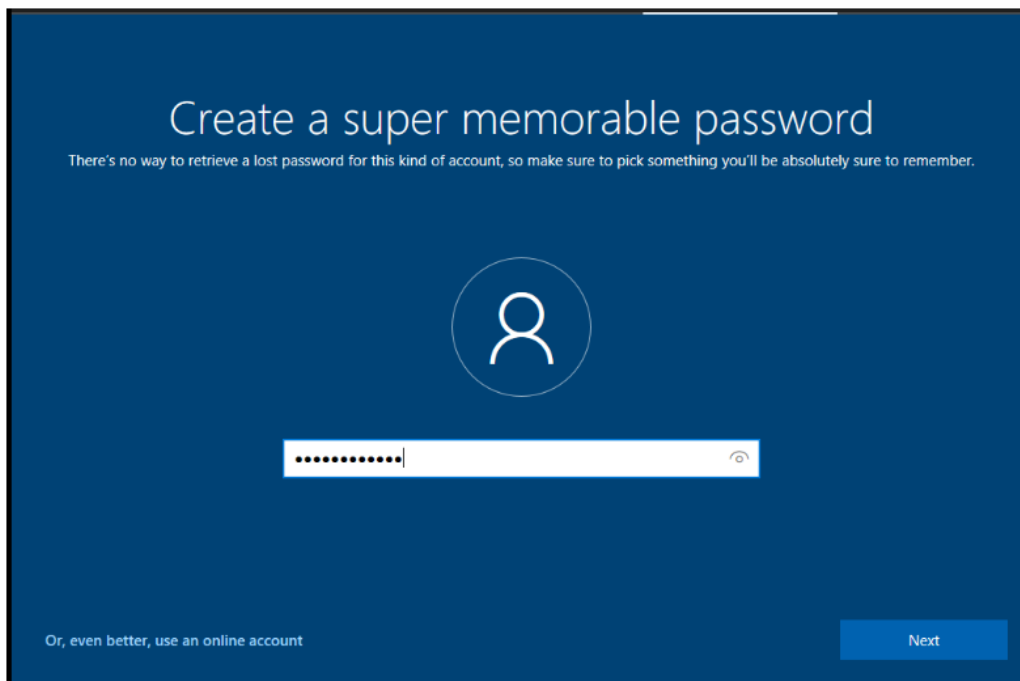 Create a super memorable password
There's no way to retrieve a lost password for this kind of account, so make sure to pick something you'll be absolutely sure to remember.
••••••••••••
Or, even better, use an online account
Next